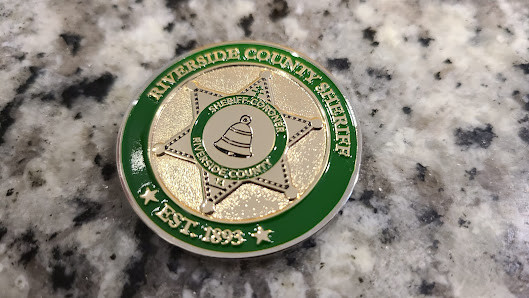 RIVERSIDE COUNTY SHERIFF
SHERIFF-CORONER
RIVERSIDE COUNTY
EST. 1893